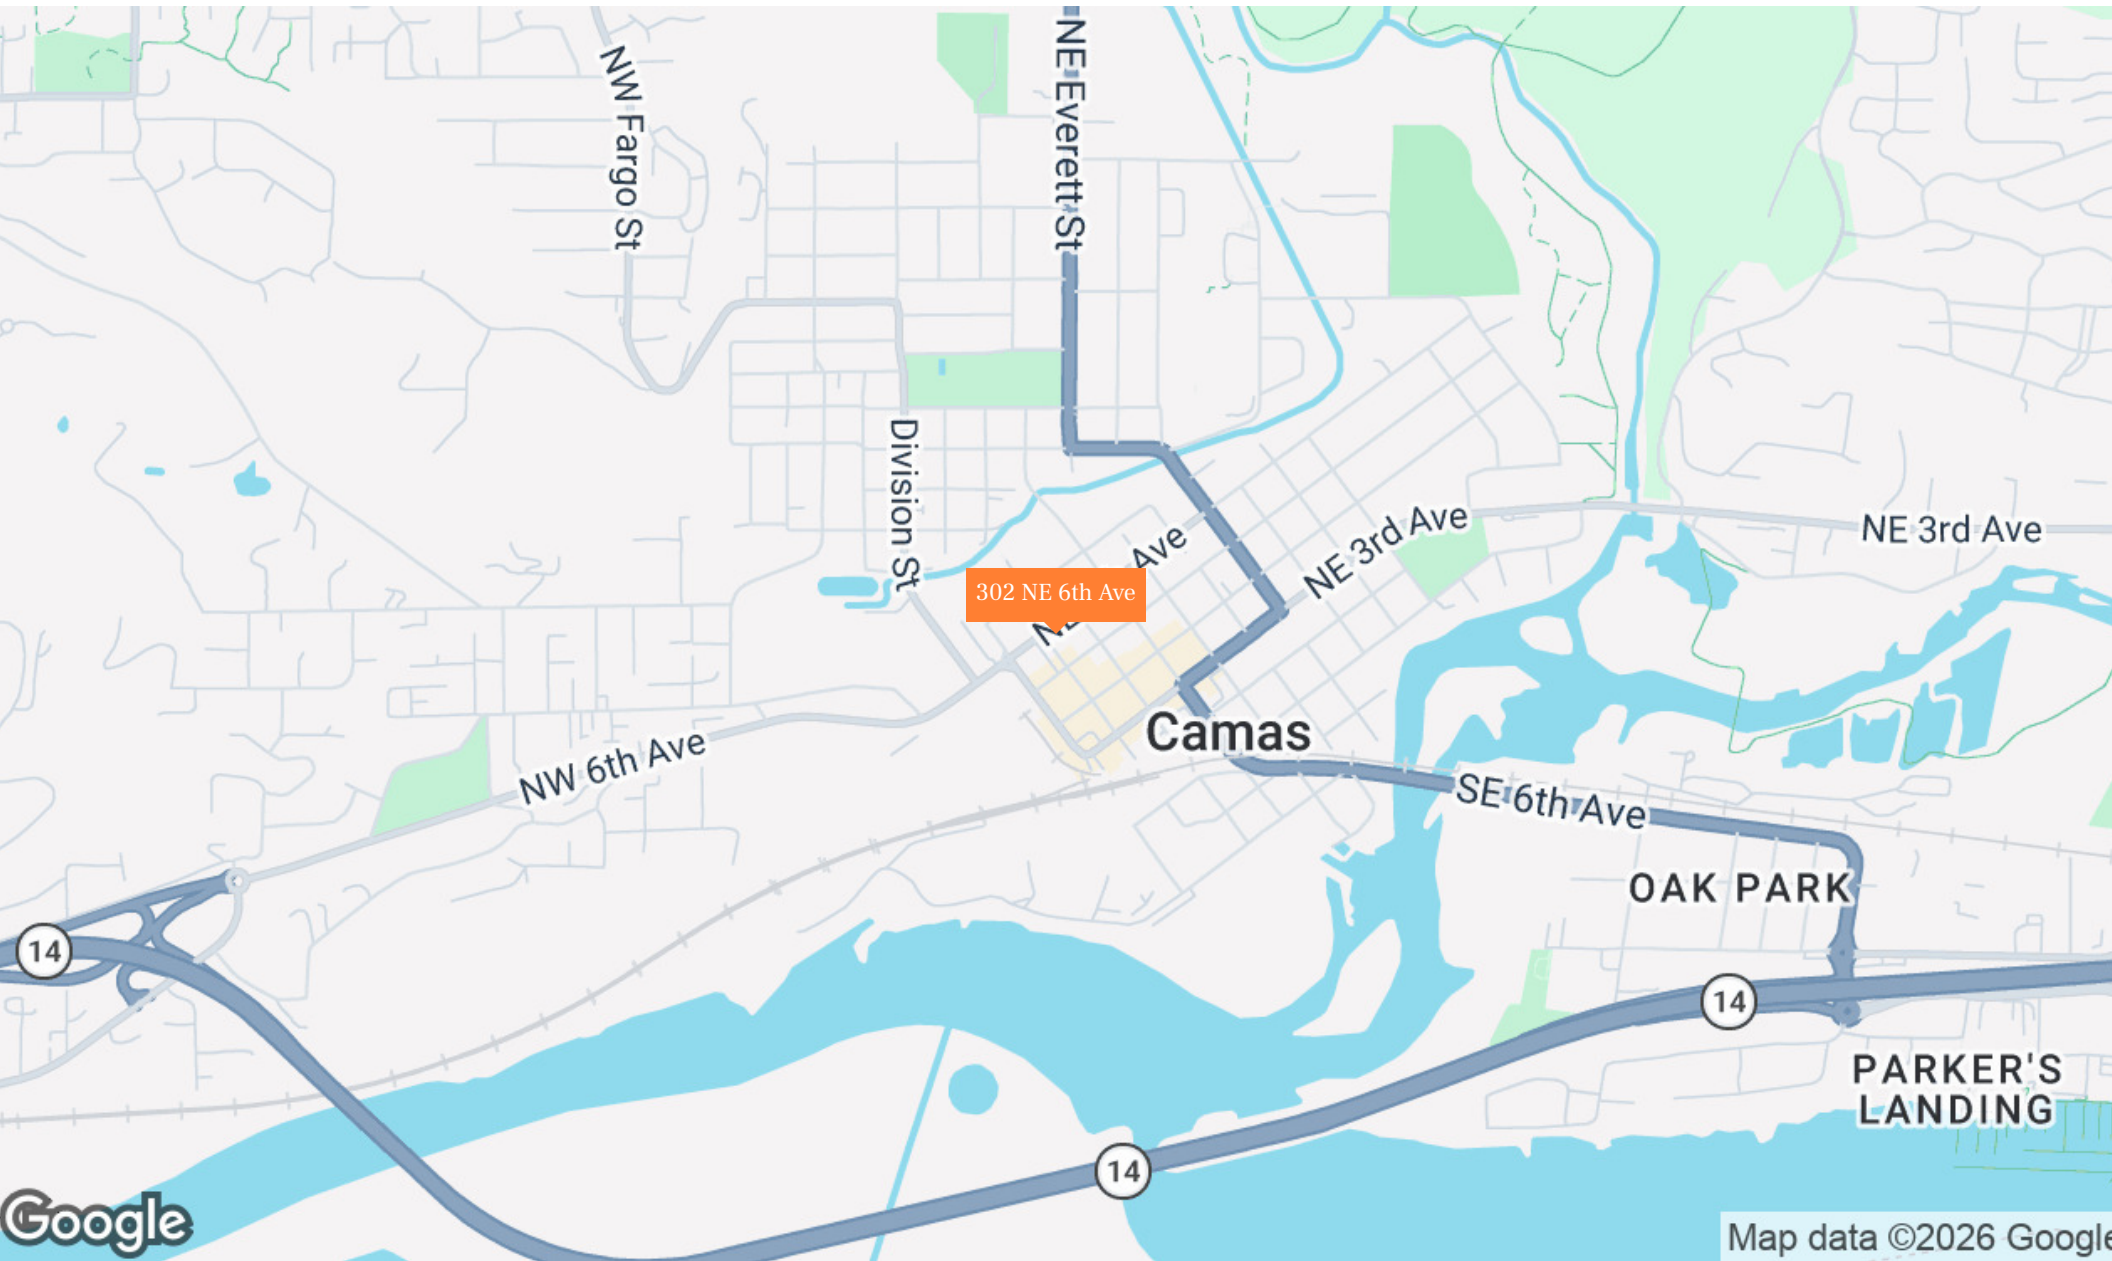 NE Everett St
NW Fargo St
Division St
Ave
NE 3rd Ave
NE 3rd Ave
302 NE 6th Ave
Camas
NW 6th Ave
SE 6th Ave
OAK PARK
14
14
PARKER'S
LANDING
14
Google
Map data ©2026 Google